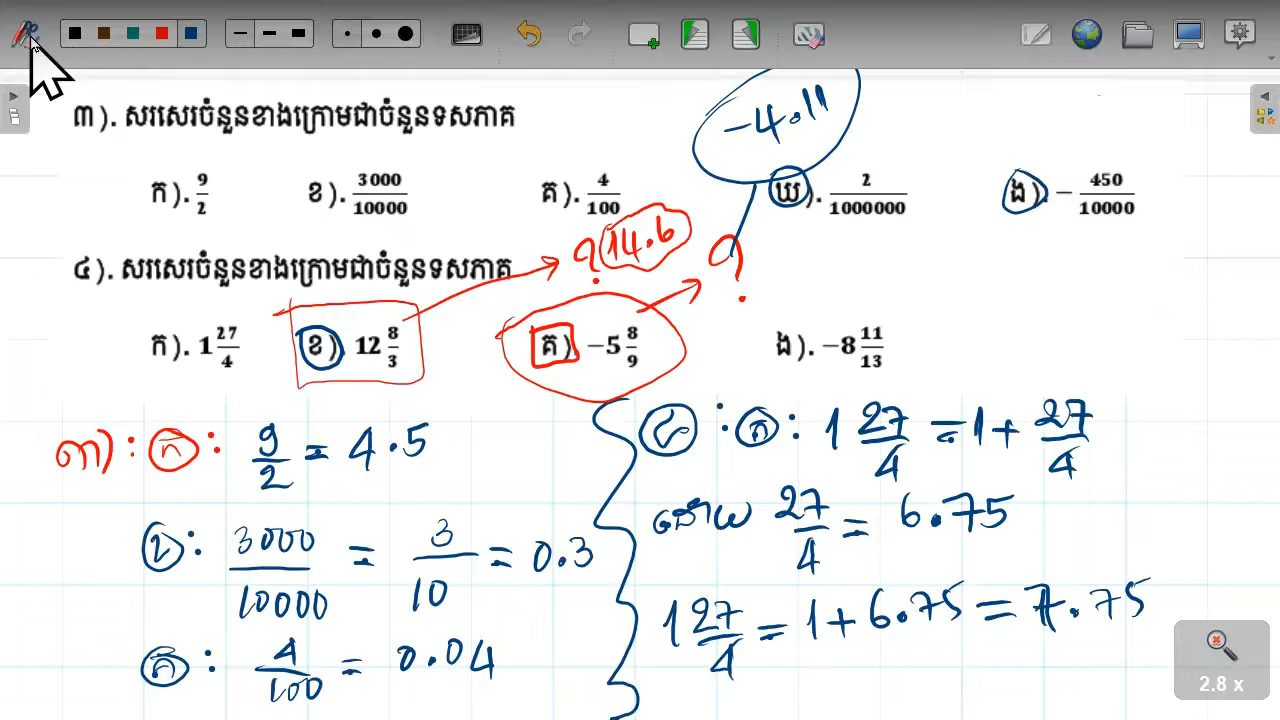 -4.11
៣). សរសេរចំនួនខាងក្រោមជាចំនួនទសភាគ
ក). 9/2 ខ). 3000/10000 គ). 4/100 ឃ). 2/1000000 ង). - 450/10000
? 14.6 ?
៤). សរសេរចំនួនខាងក្រោមជាចំនួនទសភាគ
ក). 1 27/4 ខ). 12 8/3 គ) -5 8/9 ង). -8 11/13
៣) : ក : 9/2 = 4.5
ខ : 3000/10000 = 3/10 = 0.3
គ : 4/100 = 0.04
៤ : ក : 1 27/4 = 1 + 27/4
ដោយ 27/4 = 6.75
1 27/4 = 1 + 6.75 = 7.75
2.8 x